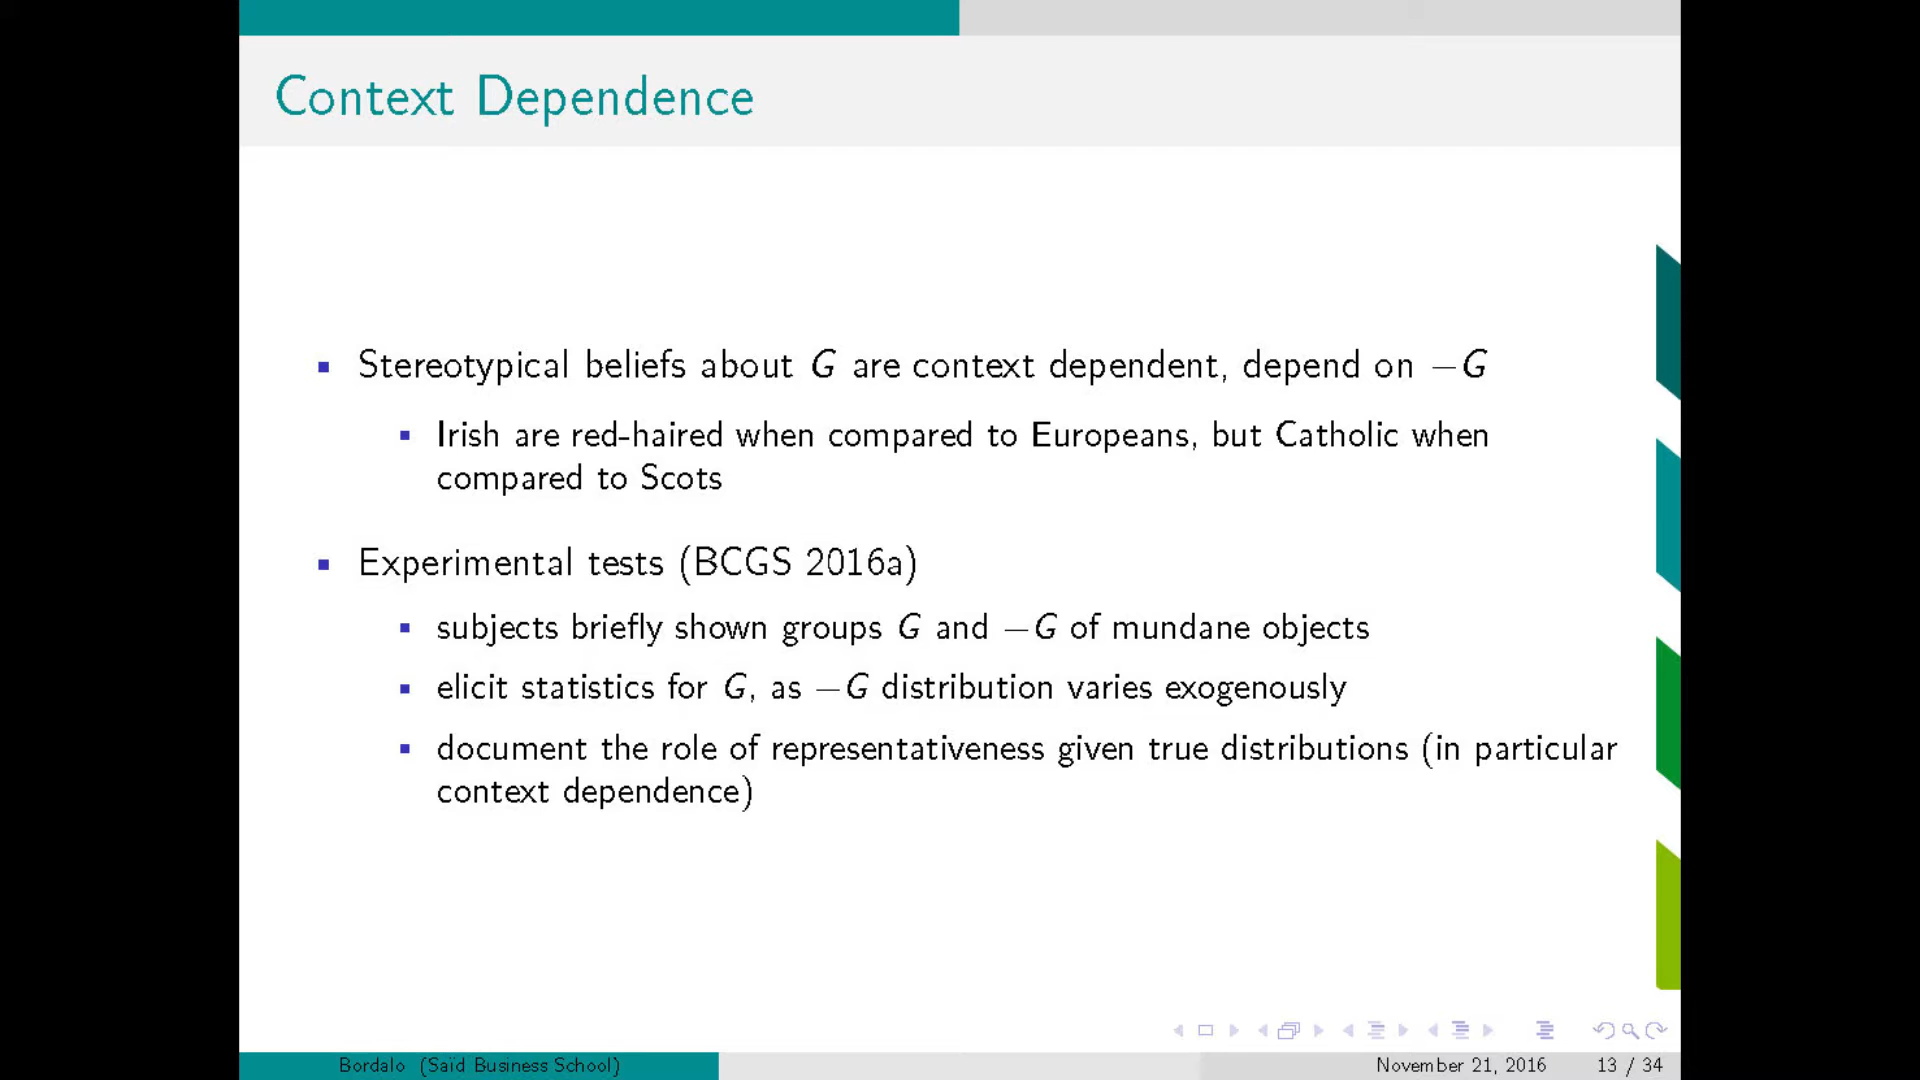 Context Dependence
Stereotypical beliefs about G are context dependent, depend on −G
Irish are red-haired when compared to Europeans, but Catholic when
compared to Scots
Experimental tests (BCGS 2016a)
subjects briefly shown groups G and −G of mundane objects
elicit statistics for G, as −G distribution varies exogenously
document the role of representativeness given true distributions (in particular
context dependence)
Bordalo (Saïd Business School)
November 21, 2016
13 / 34